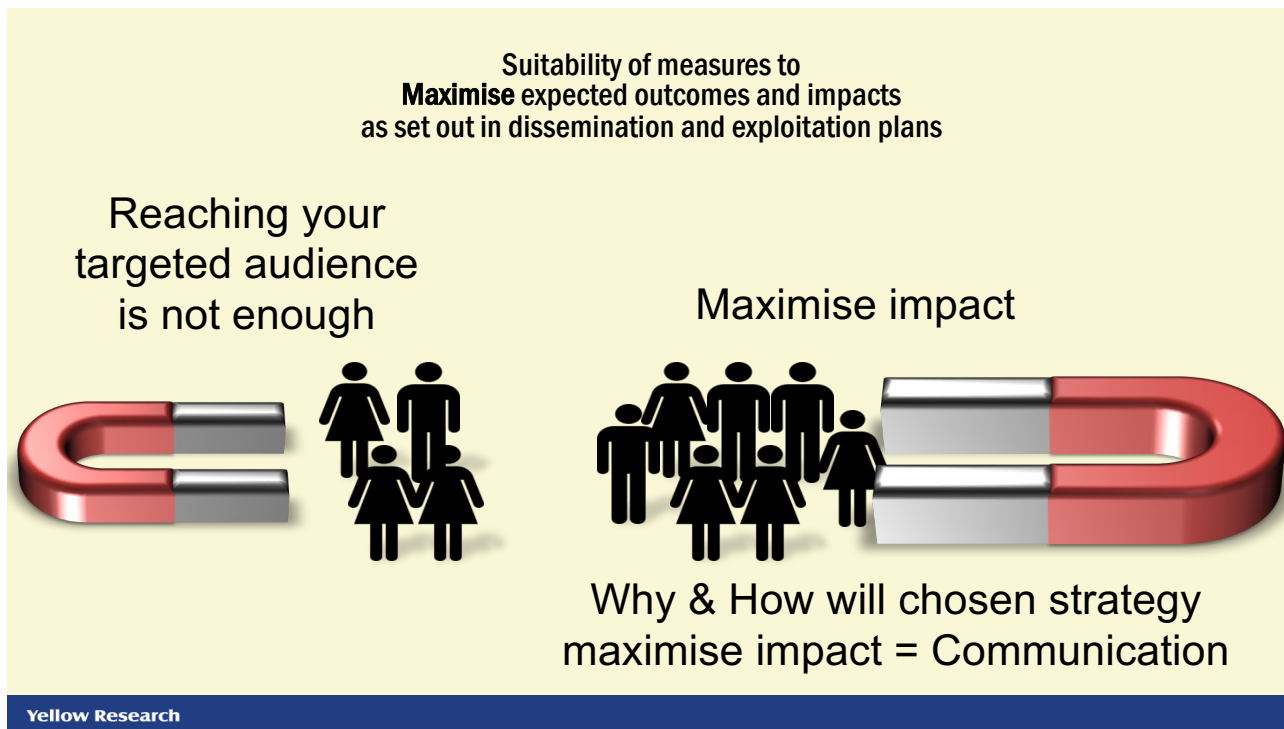 Suitability of measures to
Maximise expected outcomes and impacts
as set out in dissemination and exploitation plans
Reaching your
targeted audience
is not enough
Maximise impact
Why & How will chosen strategy
maximise impact = Communication
Yellow Research